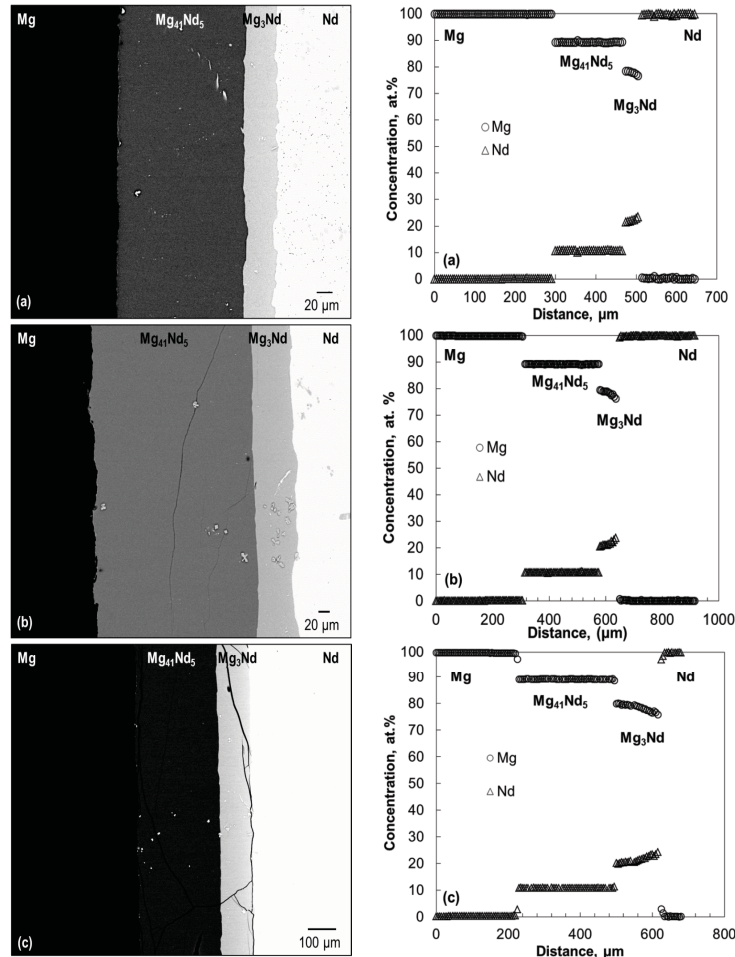 Mg Mg₄₁Nd₅ Mg₃Nd Nd
(a) 20 µm
Mg Mg₄₁Nd₅ Mg₃Nd Nd
(b) 20 µm
Mg Mg₄₁Nd₅ Mg₃Nd Nd
(c) 100 µm
Concentration, at.%
100
90
80
70
60
50
40
30
20
10
0
Mg Nd
Mg₄₁Nd₅
Mg₃Nd
Mg
Nd
(a)
0 100 200 300 400 500 600 700
Distance, µm
Concentration, at. %
100
90
80
70
60
50
40
30
20
10
0
Mg Nd
Mg₄₁Nd₅
Mg₃Nd
Mg
Nd
(b)
0 200 400 600 800 1000
Distance, (µm)
Concentration, at.%
100
90
80
70
60
50
40
30
20
10
0
Mg Nd
Mg₄₁Nd₅
Mg₃Nd
Mg
Nd
(c)
0 200 400 600 800
Distance, µm